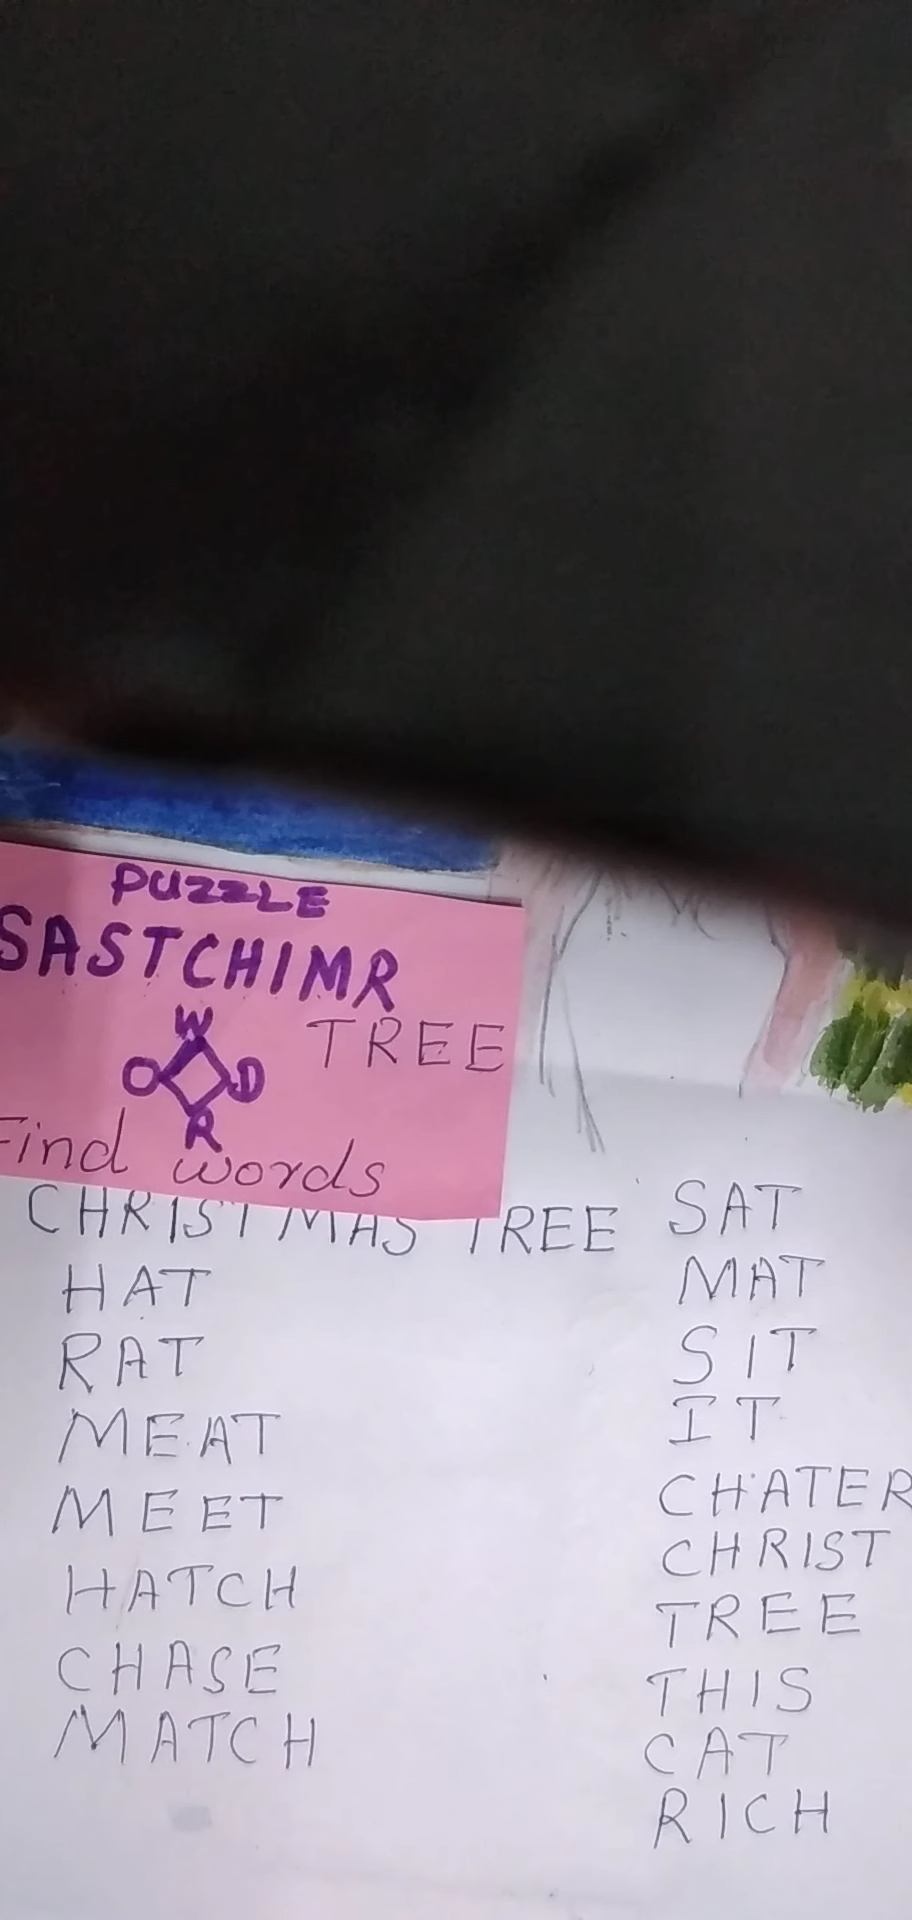 PUZZLE
SASTCHIMR
TREE
W
O D
R
Find words
CHRISTMAS TREE
HAT
RAT
MEAT
MEET
HATCH
CHASE
MATCH
SAT
MAT
SIT
IT
CHATER
CHRIST
TREE
THIS
CAT
RICH